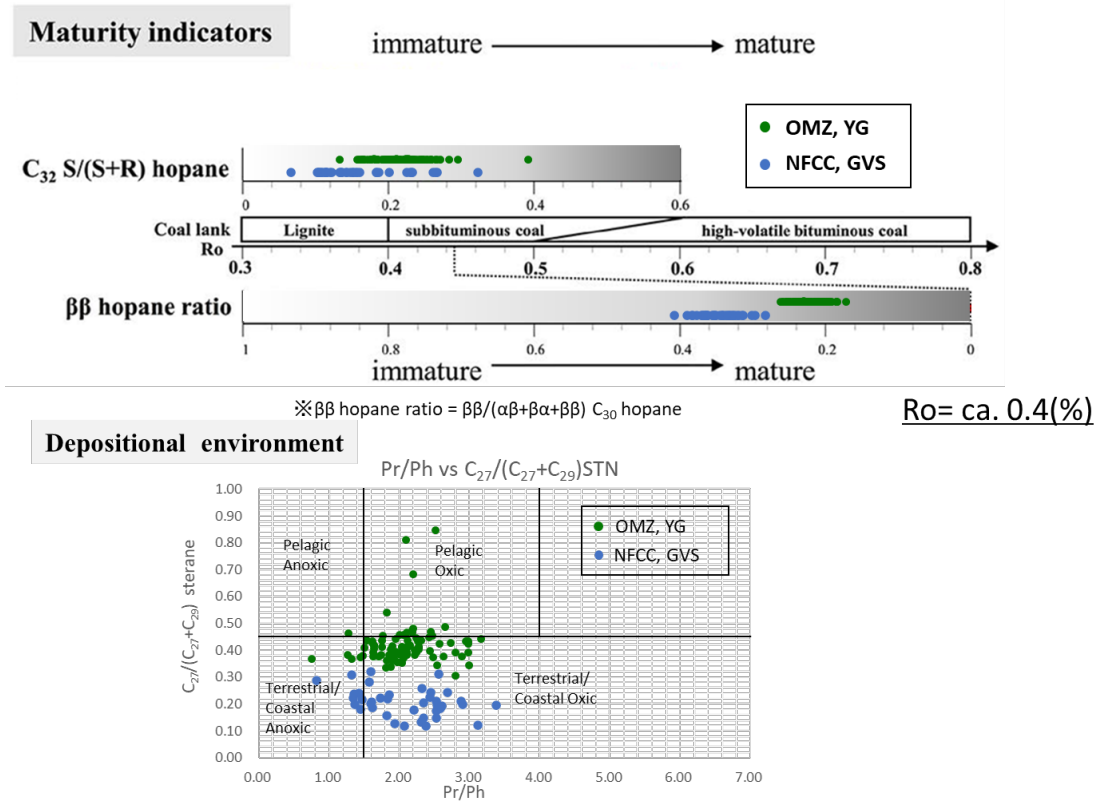 Maturity indicators
immature
mature
OMZ, YG
NFCC, GVS
C₃₂ S/(S+R) hopane
0 0.2 0.4 0.6
Coal lank
Lignite
subbituminous coal
high-volatile bituminous coal
Ro
0.3 0.4 0.5 0.6 0.7 0.8
ββ hopane ratio
1 0.8 0.6 0.4 0.2 0
immature
mature
※ββ hopane ratio = ββ/(αβ+βα+ββ) C₃₀ hopane
Ro= ca. 0.4(%)
Depositional environment
Pr/Ph vs C₂₇/(C₂₇+C₂₉)STN
C₂₇/(C₂₇+C₂₉) sterane
1.00
0.90
0.80
0.70
0.60
0.50
0.40
0.30
0.20
0.10
0.00
Pelagic
Anoxic
Pelagic
Oxic
OMZ, YG
NFCC, GVS
Terrestrial/
Coastal
Anoxic
Terrestrial/
Coastal Oxic
0.00 1.00 2.00 3.00 4.00 5.00 6.00 7.00
Pr/Ph